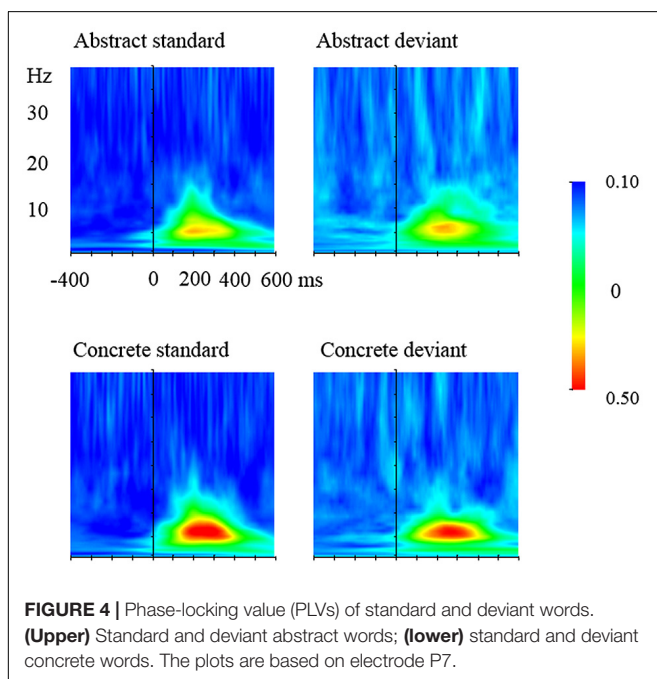 Abstract standard
Abstract deviant
Hz
30
20
10
-400 0 200 400 600 ms
0.10
0
0.50
Concrete standard
Concrete deviant
FIGURE 4 | Phase-locking value (PLVs) of standard and deviant words.
(Upper) Standard and deviant abstract words; (lower) standard and deviant
concrete words. The plots are based on electrode P7.